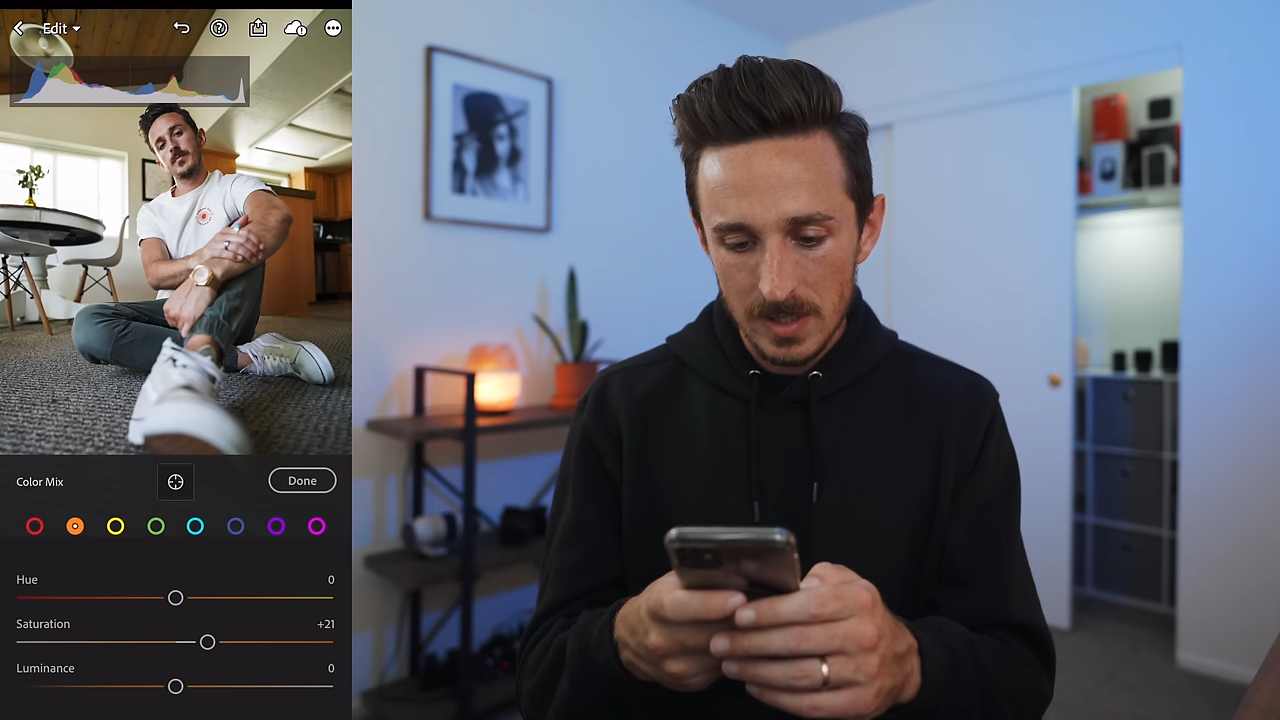 Edit
Color Mix
Done
Hue 0
Saturation +21
Luminance 0